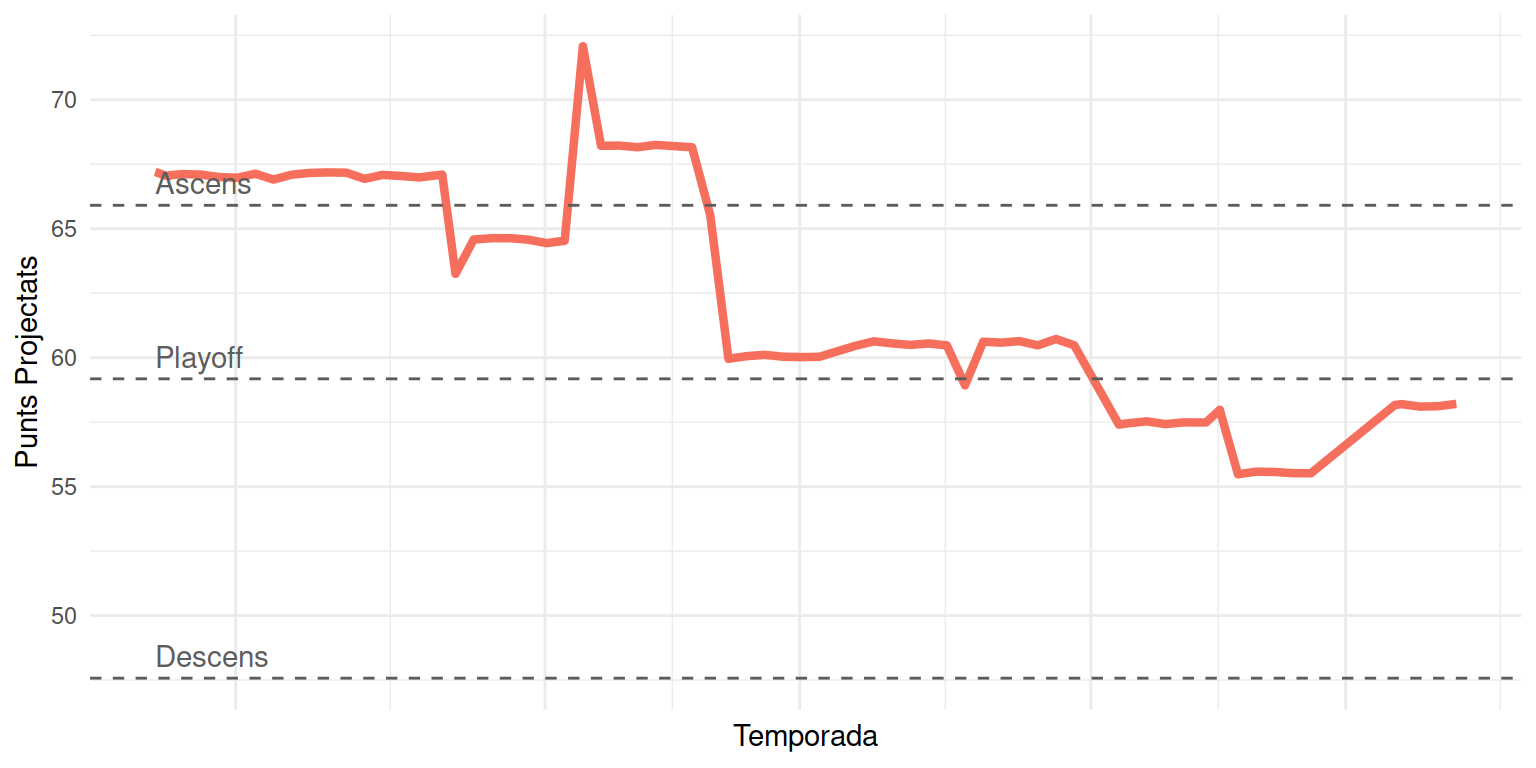 70
Ascens
65
Playoff
60
55
50
Descens
Punts Projectats
Temporada